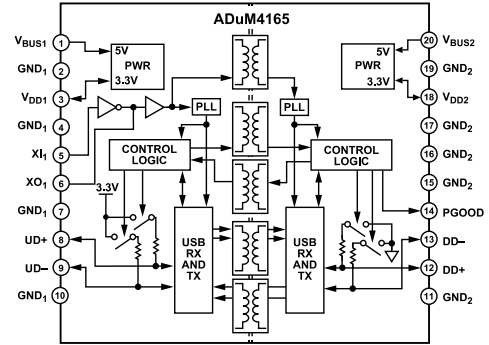 ADuM4165
VBUS1 1
GND1 2
VDD1 3
GND1 4
XI1 5
XO1 6
GND1 7
UD+ 8
UD– 9
GND1 10
5V
PWR
3.3V
PLL
CONTROL
LOGIC
3.3V
USB
RX
AND
TX
PLL
CONTROL
LOGIC
USB
RX
AND
TX
5V
PWR
3.3V
20 VBUS2
19 GND2
18 VDD2
17 GND2
16 GND2
15 GND2
14 PGOOD
13 DD–
12 DD+
11 GND2